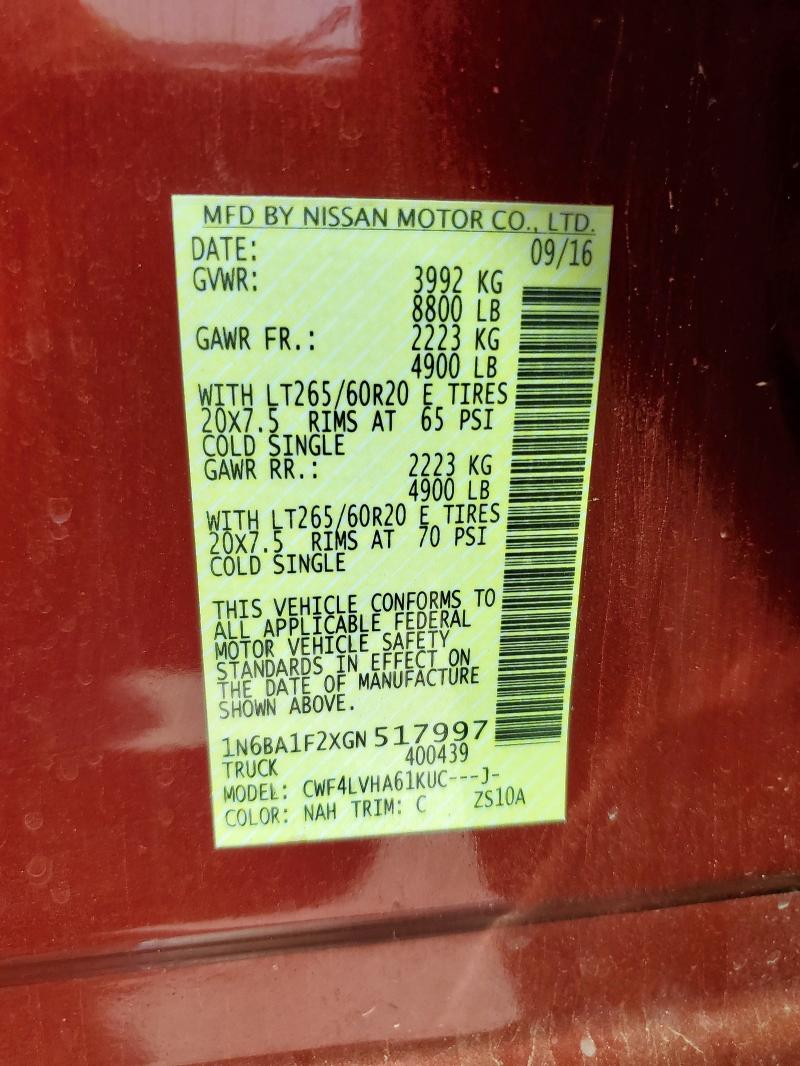 MFD BY NISSAN MOTOR CO., LTD.
DATE: 09/16
GVWR: 3992 KG
8800 LB
GAWR FR.: 2223 KG
4900 LB
WITH LT265/60R20 E TIRES
20X7.5 RIMS AT 65 PSI
COLD SINGLE
GAWR RR.: 2223 KG
4900 LB
WITH LT265/60R20 E TIRES
20X7.5 RIMS AT 70 PSI
COLD SINGLE
THIS VEHICLE CONFORMS TO
ALL APPLICABLE FEDERAL
MOTOR VEHICLE SAFETY
STANDARDS IN EFFECT ON
THE DATE OF MANUFACTURE
SHOWN ABOVE.
1N6BA1F2XGN517997
TRUCK 400439
MODEL: CWF4LVHA61KUC---J-
COLOR: NAH TRIM: C ZS10A